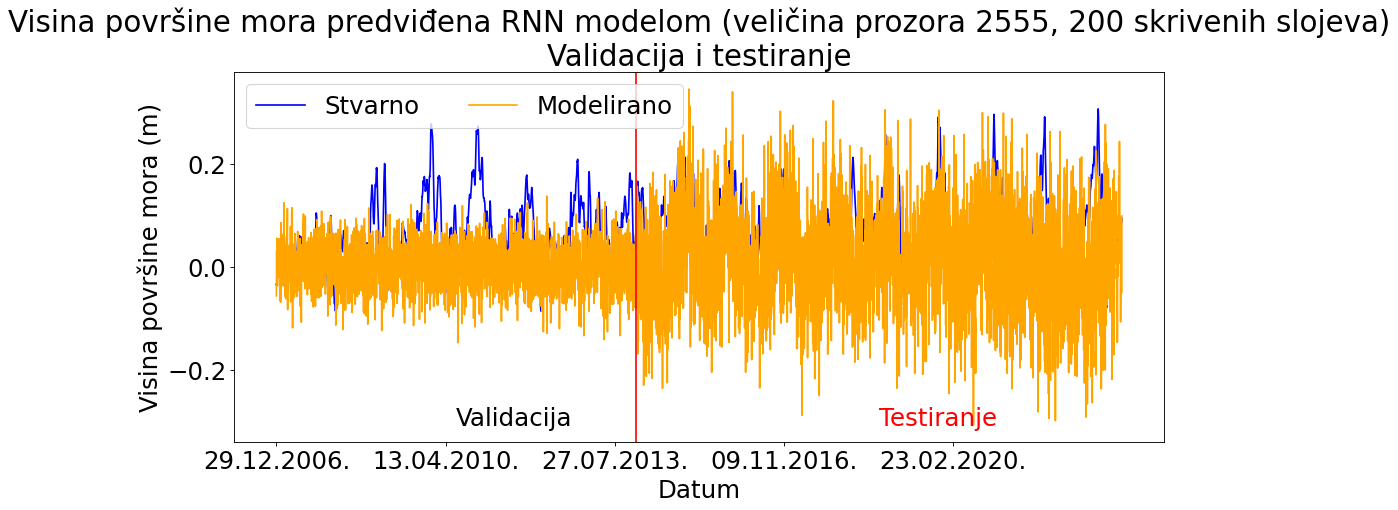 Visina površine mora predviđena RNN modelom (veličina prozora 2555, 200 skrivenih slojeva)
Validacija i testiranje
Stvarno Modelirano
Visina površine mora (m)
0.2
0.0
−0.2
Validacija Testiranje
29.12.2006. 13.04.2010. 27.07.2013. 09.11.2016. 23.02.2020.
Datum